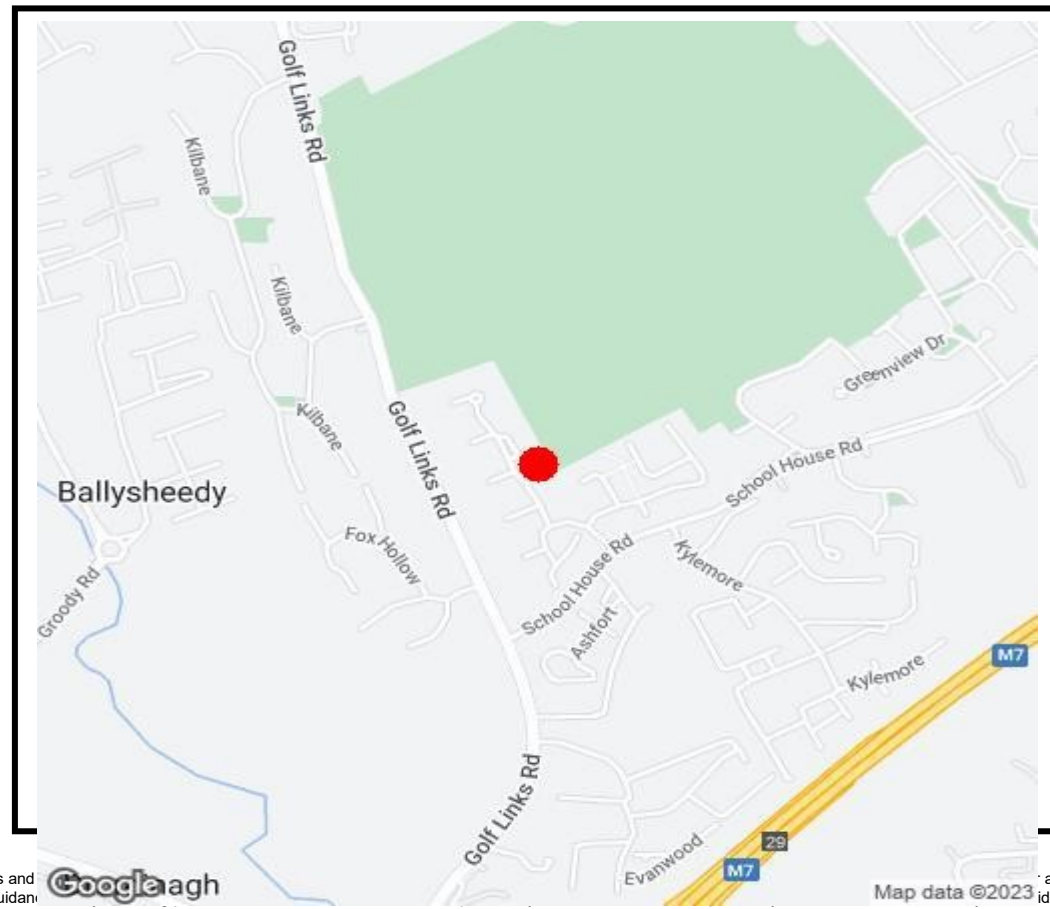 Golf Links Rd
Kilbane
Kilbane
Kilbane
Golf Links Rd
Greenview Dr
School House Rd
Ballysheedy
Fox Hollow
Kylemore
School House Rd
Groody Rd
Ashfort
M7
Kylemore
Golf Links Rd
29
Evanwood
M7
s and
Google
Map data ©2023